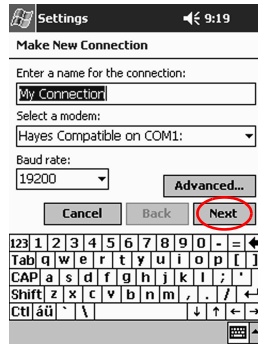 Settings 9:19
Make New Connection
Enter a name for the connection:
My Connection
Select a modem:
Hayes Compatible on COM1:
Baud rate:
19200
Advanced...
Cancel Back Next
123 1 2 3 4 5 6 7 8 9 0 - =
Tab q w e r t y u i o p [ ]
CAP a s d f g h j k l ; '
Shift z x c v b n m , . /
Ctl áü ` \